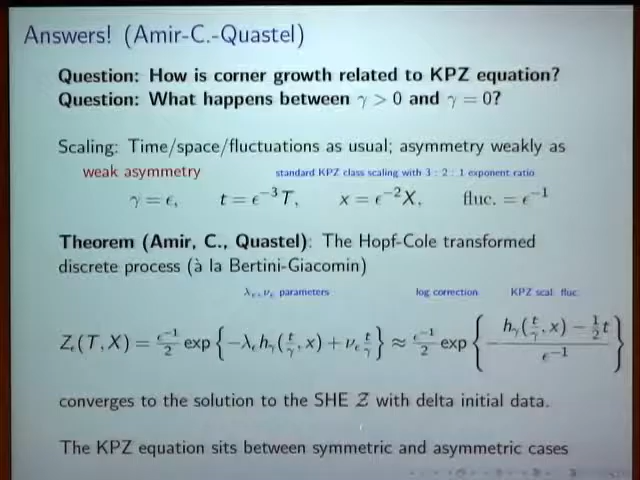 Answers! (Amir-C.-Quastel)
Question: How is corner growth related to KPZ equation?
Question: What happens between γ > 0 and γ = 0?
Scaling: Time/space/fluctuations as usual; asymmetry weakly as
weak asymmetry standard KPZ class scaling with 3 : 2 : 1 exponent ratio
γ = ϵ, t = ϵ⁻³T, x = ϵ⁻²X, fluc. = ϵ⁻¹
Theorem (Amir, C., Quastel): The Hopf-Cole transformed
discrete process (à la Bertini-Giacomin)
λ_ϵ, ν_ϵ parameters log correction KPZ scal. fluc.
Z_ϵ(T, X) = ϵ⁻¹/2 exp{−λ_ϵ h_γ(t/γ, x) + ν_ϵ t/γ} ≈ ϵ⁻¹/2 exp{(h_γ(t/γ, x) − ½t)/ϵ⁻¹}
converges to the solution to the SHE 𝒵 with delta initial data.
The KPZ equation sits between symmetric and asymmetric cases